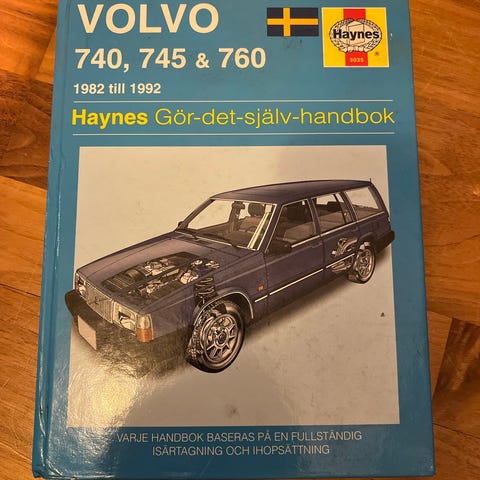 VOLVO
740, 745 & 760
1982 till 1992
Haynes
3035
Haynes Gör-det-själv-handbok
VARJE HANDBOK BASERAS PÅ EN FULLSTÄNDIG
ISÄRTAGNING OCH IHOPSÄTTNING